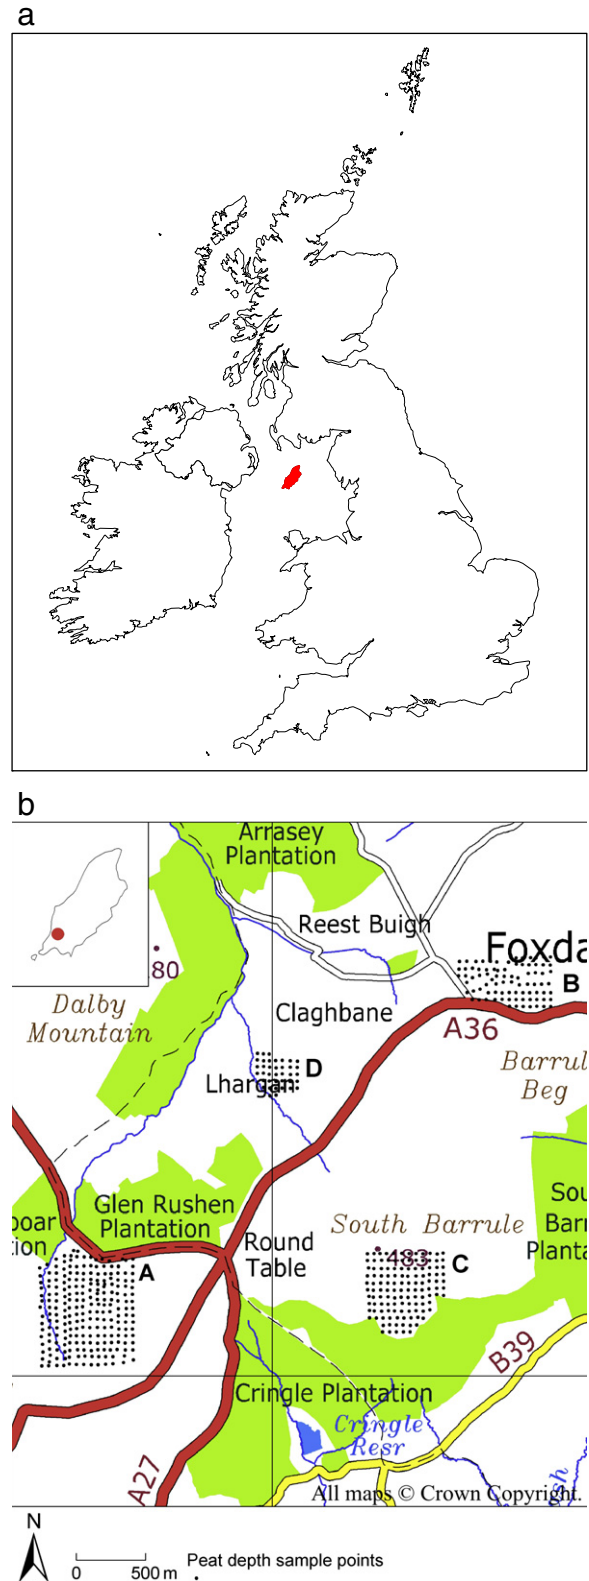 a
b
Arrasey
Plantation
Reest Buigh
Foxda
B
80
Claghbane
A36
Dalby
Mountain
Barrul
Beg
D
Lhargan
Glen Rushen
Plantation
Sou
Barr
Planta
South Barrule
483
C
Round
Table
A
B39
Cringle Plantation
Cringle
Resr
A27
All maps © Crown Copyright.
N
0 500 m
Peat depth sample points